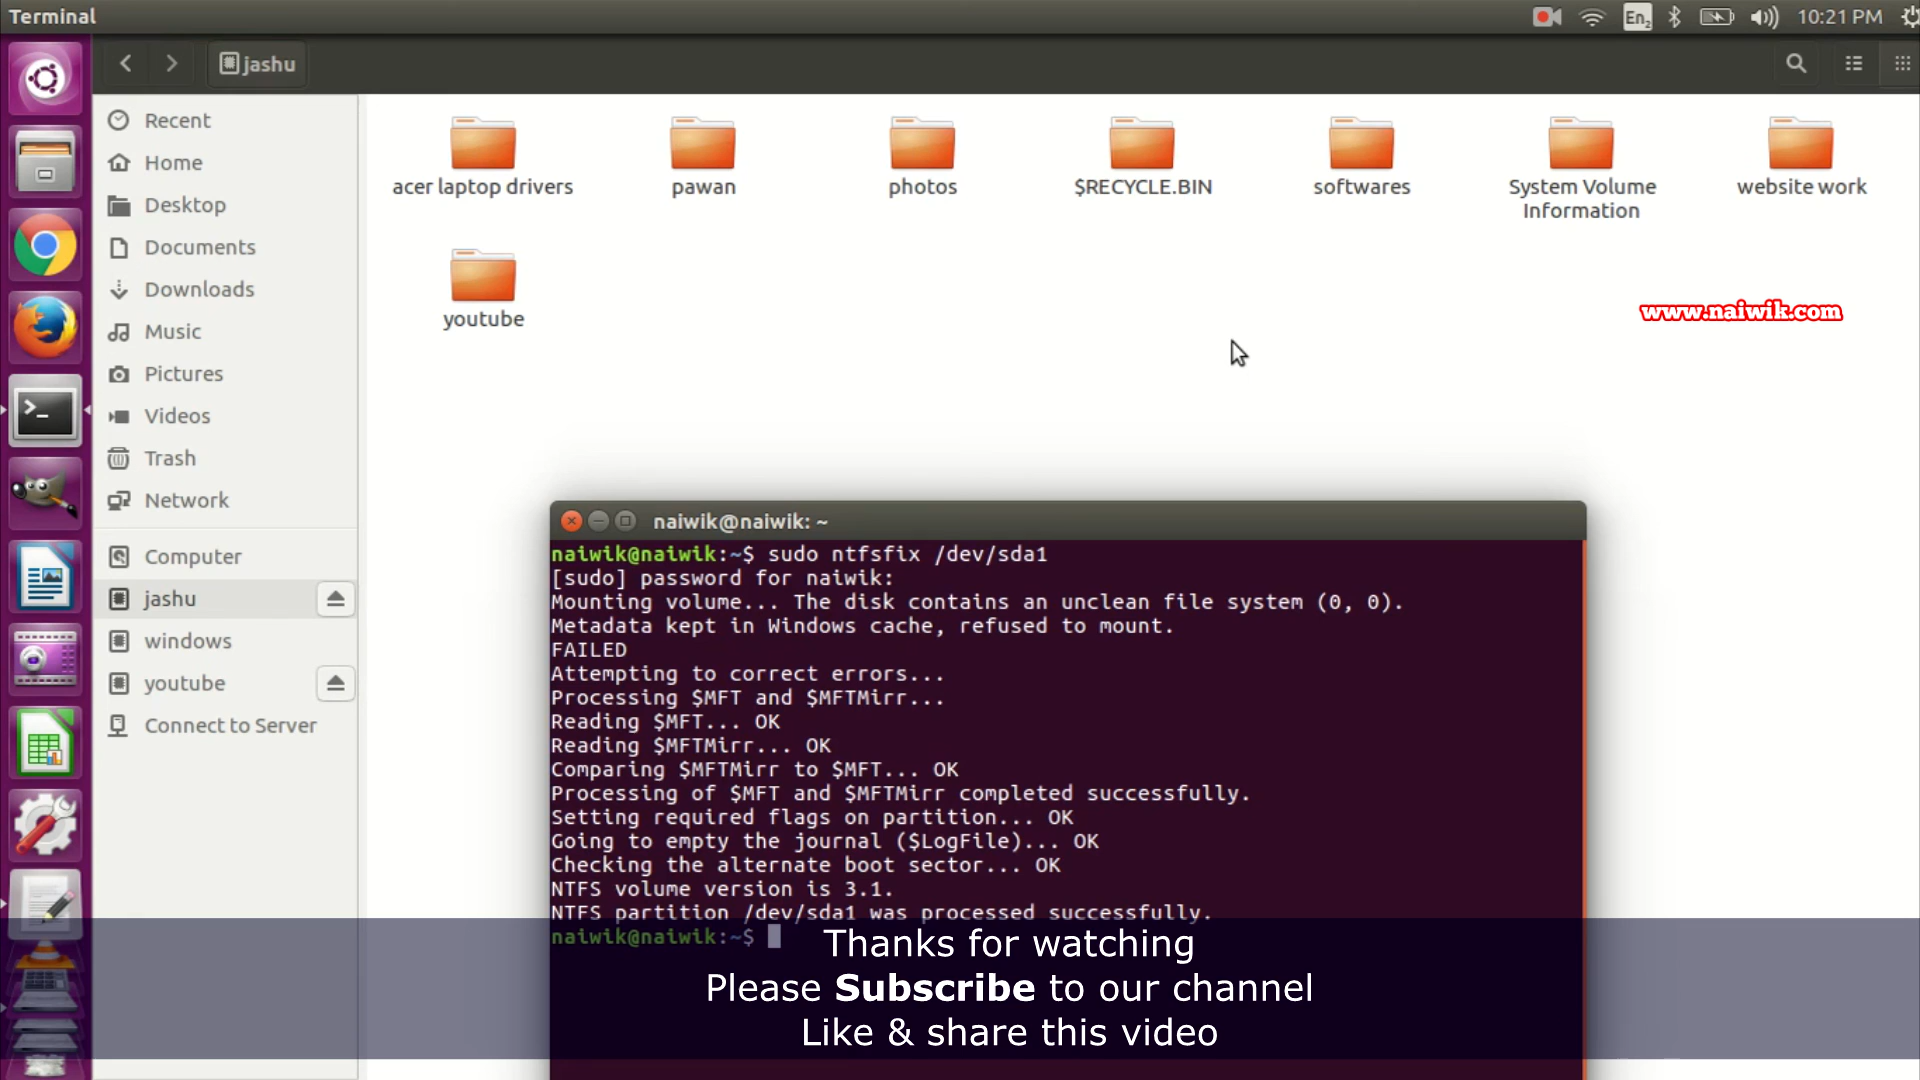 Terminal
En2
10:21 PM
jashu
Recent
Home
Desktop
Documents
Downloads
Music
Pictures
Videos
Trash
Network
Computer
jashu
windows
youtube
Connect to Server
acer laptop drivers
pawan
photos
$RECYCLE.BIN
softwares
System Volume
Information
website work
youtube
www.naiwik.com
naiwik@naiwik: ~
naiwik@naiwik:~$ sudo ntfsfix /dev/sda1
[sudo] password for naiwik:
Mounting volume... The disk contains an unclean file system (0, 0).
Metadata kept in Windows cache, refused to mount.
FAILED
Attempting to correct errors...
Processing $MFT and $MFTMirr...
Reading $MFT... OK
Reading $MFTMirr... OK
Comparing $MFTMirr to $MFT... OK
Processing of $MFT and $MFTMirr completed successfully.
Setting required flags on partition... OK
Going to empty the journal ($LogFile)... OK
Checking the alternate boot sector... OK
NTFS volume version is 3.1.
NTFS partition /dev/sda1 was processed successfully.
naiwik@naiwik:~$
Thanks for watching
Please Subscribe to our channel
Like & share this video